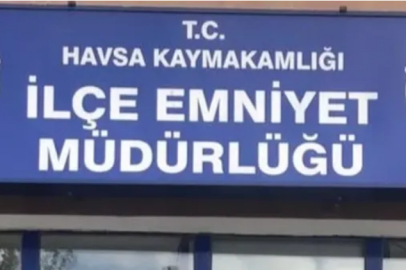 T.C.
HAVSA KAYMAKAMLIĞI
İLÇE EMNİYET
MÜDÜRLÜĞÜ